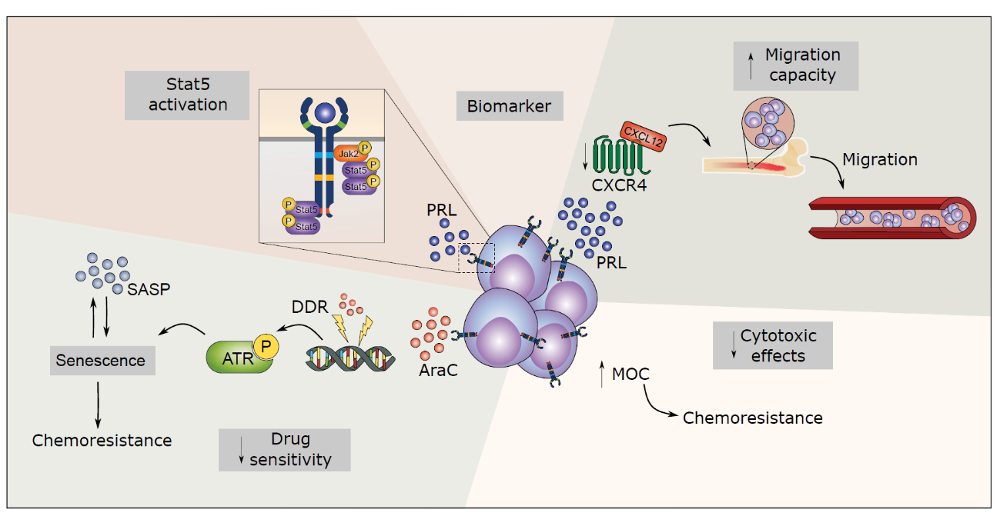 Stat5
activation
Jak2
P
Stat5
P
Stat5
P
P
Stat5
P
Stat5
Biomarker
Migration
capacity
CXCL12
CXCR4
Migration
PRL
PRL
SASP
Senescence
Chemoresistance
DDR
ATR
P
AraC
Drug
sensitivity
MOC
Chemoresistance
Cytotoxic
effects